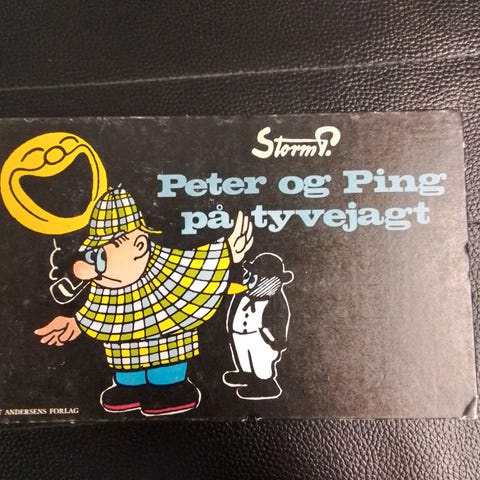 Storm P.
Peter og Ping
på tyvejagt
ANDERSENS FORLAG